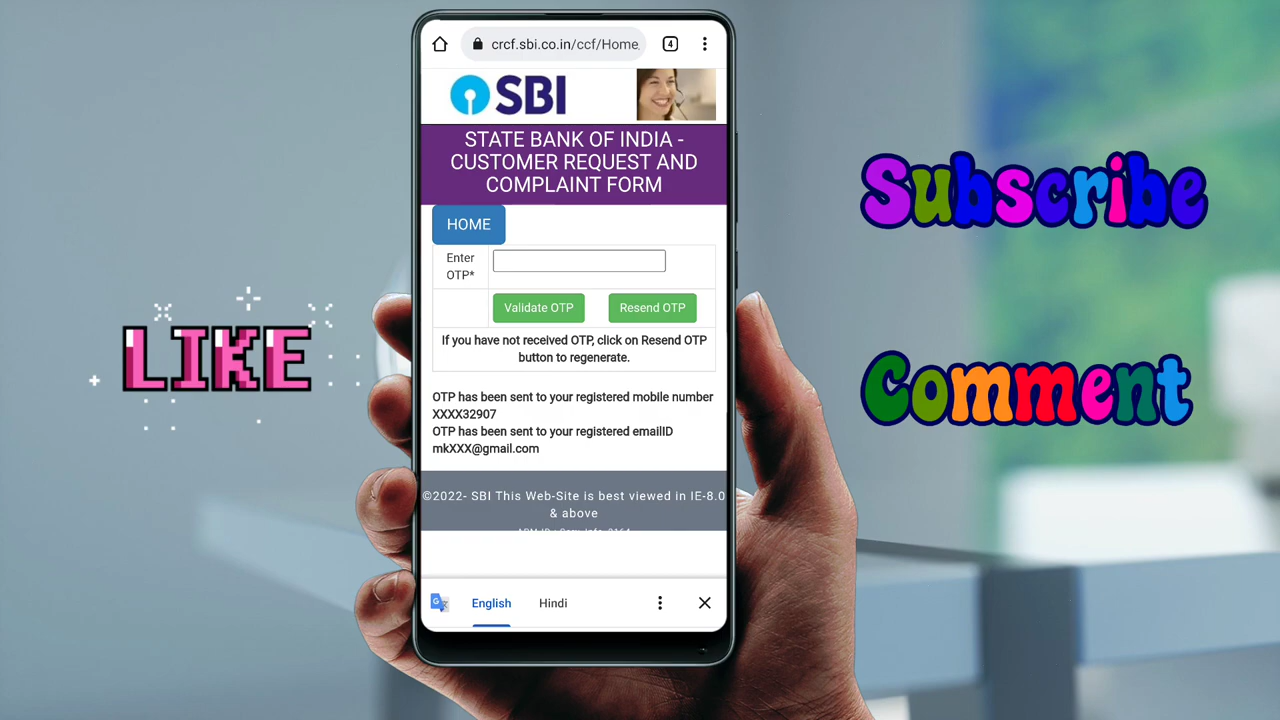 crcf.sbi.co.in/ccf/Home
4
SBI
STATE BANK OF INDIA -
CUSTOMER REQUEST AND
COMPLAINT FORM
HOME
Enter
OTP*
Validate OTP
Resend OTP
If you have not received OTP, click on Resend OTP
button to regenerate.
OTP has been sent to your registered mobile number
XXXX32907
OTP has been sent to your registered emailID
mkXXX@gmail.com
©2022- SBI This Web-Site is best viewed in IE-8.0
& above
English
Hindi
LIKE
Subscribe
Comment